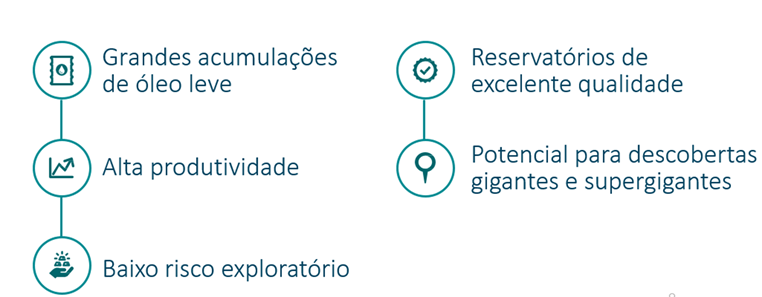 Grandes acumulações
de óleo leve
Alta produtividade
Baixo risco exploratório
Reservatórios de
excelente qualidade
Potencial para descobertas
gigantes e supergigantes